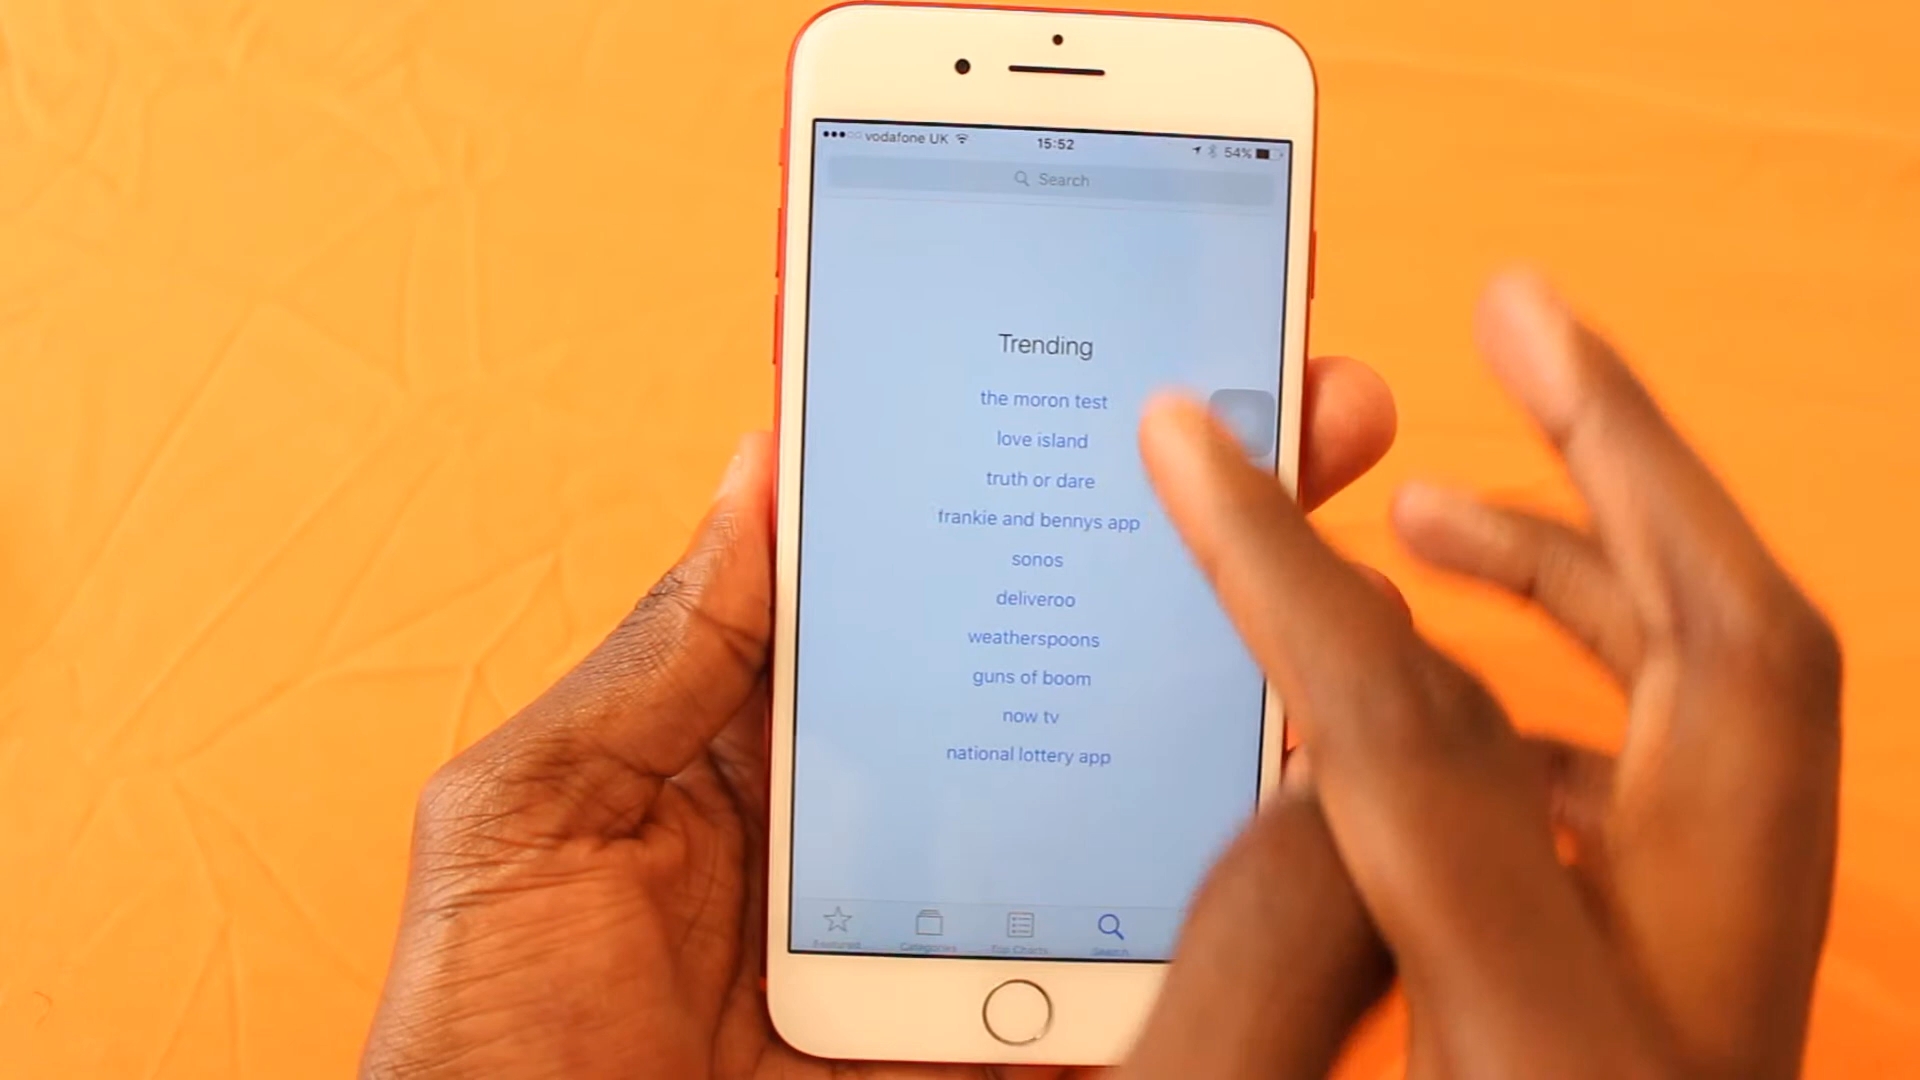 vodafone UK 15:52 54%
Search
Trending
the moron test
love island
truth or dare
frankie and bennys app
sonos
deliveroo
weatherspoons
guns of boom
now tv
national lottery app
Featured Categories Top Charts Search